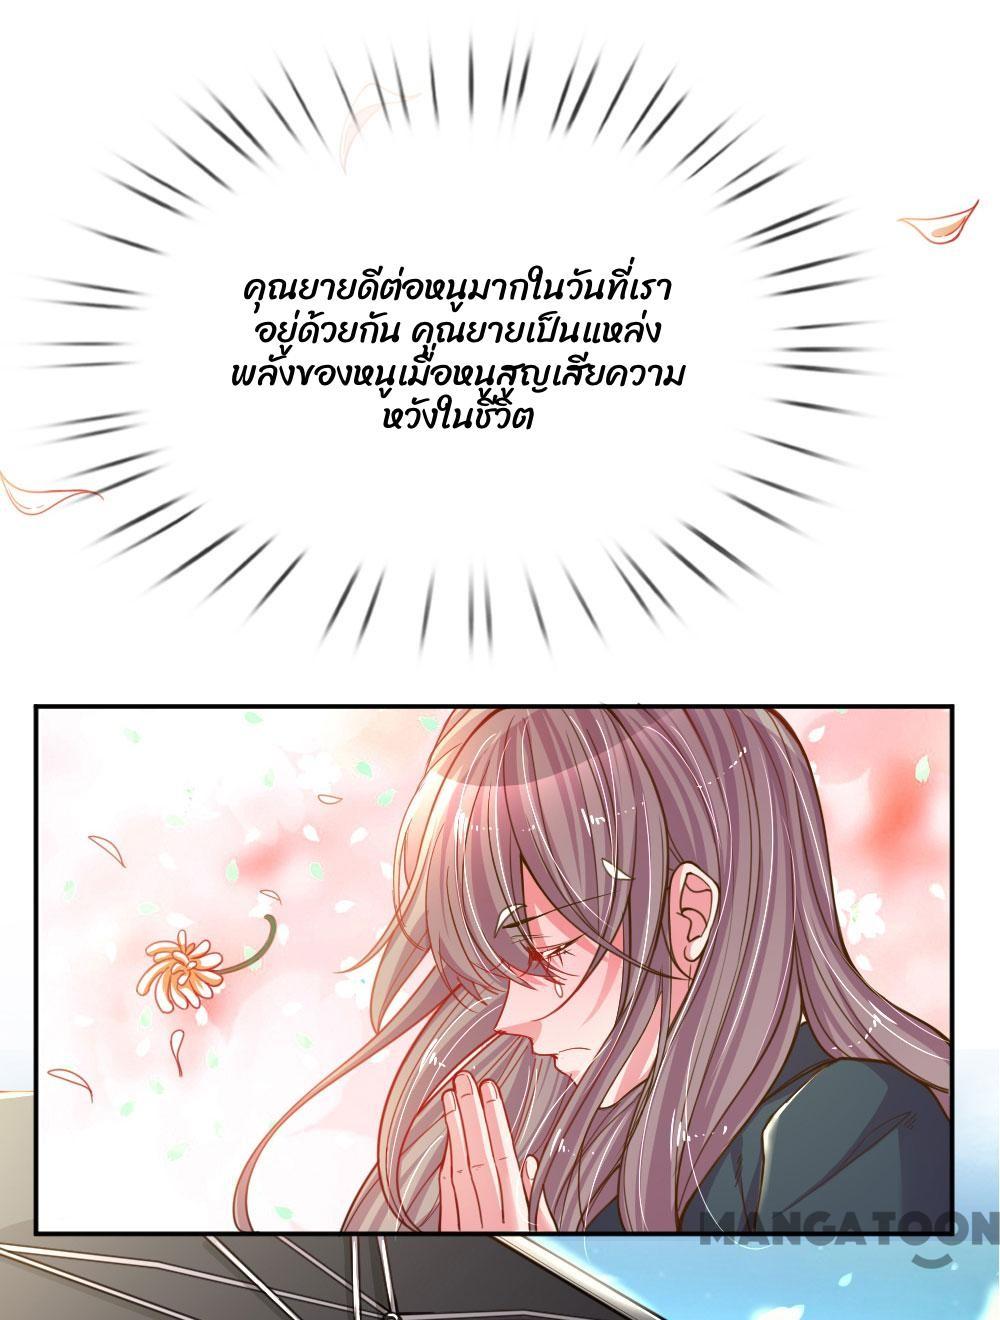 คุณยายดีต่อหนูมากในวันที่เรา
อยู่ด้วยกัน คุณยายเป็นแหล่ง
พลังของหนูเมื่อหนูสูญเสียความ
หวังในชีวิต
MANGATOON